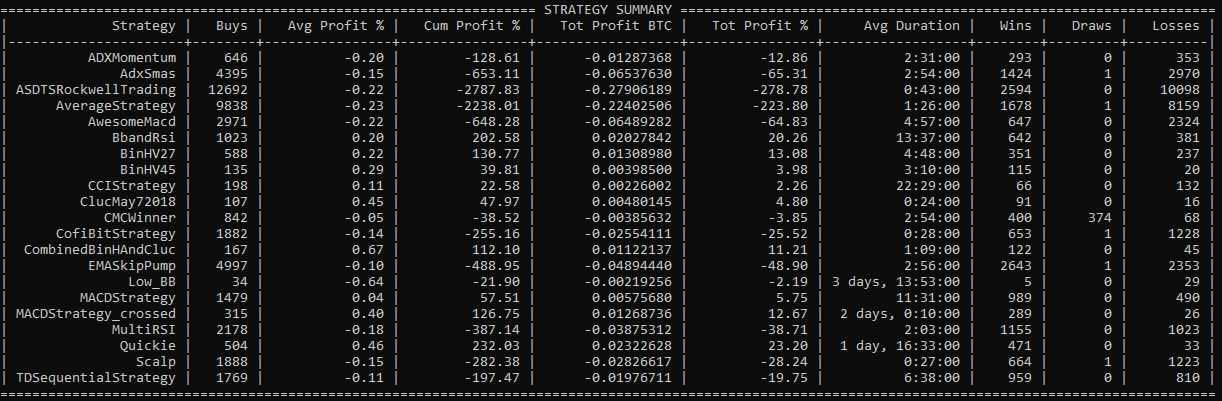 =============================================================== STRATEGY SUMMARY ===============================================================
| Strategy | Buys | Avg Profit % | Cum Profit % | Tot Profit BTC | Tot Profit % | Avg Duration | Wins | Draws | Losses |
|----------------------+-------+--------------+--------------+----------------+--------------+----------------+------+-------+--------|
| ADXMomentum | 646 | -0.20 | -128.61 | -0.01287368 | -12.86 | 2:31:00 | 293 | 0 | 353 |
| AdxSmas | 4395 | -0.15 | -653.11 | -0.06537630 | -65.31 | 2:54:00 | 1424 | 1 | 2970 |
| ASDTSRockwellTrading | 12692 | -0.22 | -2787.83 | -0.27906189 | -278.78 | 0:43:00 | 2594 | 0 | 10098 |
| AverageStrategy | 9838 | -0.23 | -2238.01 | -0.22402506 | -223.80 | 1:26:00 | 1678 | 1 | 8159 |
| AwesomeMacd | 2971 | -0.22 | -648.28 | -0.06489282 | -64.83 | 4:57:00 | 647 | 0 | 2324 |
| BbandRsi | 1023 | 0.20 | 202.58 | 0.02027842 | 20.26 | 13:37:00 | 642 | 0 | 381 |
| BinHV27 | 588 | 0.22 | 130.77 | 0.01308980 | 13.08 | 4:48:00 | 351 | 0 | 237 |
| BinHV45 | 135 | 0.29 | 39.81 | 0.00398500 | 3.98 | 3:10:00 | 115 | 0 | 20 |
| CCIStrategy | 198 | 0.11 | 22.58 | 0.00226002 | 2.26 | 22:29:00 | 66 | 0 | 132 |
| ClucMay72018 | 107 | 0.45 | 47.97 | 0.00480145 | 4.80 | 0:24:00 | 91 | 0 | 16 |
| CMCWinner | 842 | -0.05 | -38.52 | -0.00385632 | -3.85 | 2:54:00 | 400 | 374 | 68 |
| CofiBitStrategy | 1882 | -0.14 | -255.16 | -0.02554111 | -25.52 | 0:28:00 | 653 | 1 | 1228 |
| CombinedBinHAndCluc | 167 | 0.67 | 112.10 | 0.01122137 | 11.21 | 1:09:00 | 122 | 0 | 45 |
| EMASkipPump | 4997 | -0.10 | -488.95 | -0.04894440 | -48.90 | 2:56:00 | 2643 | 1 | 2353 |
| Low_BB | 34 | -0.64 | -21.90 | -0.00219256 | -2.19 | 3 days, 13:53:00 | 5 | 0 | 29 |
| MACDStrategy | 1479 | 0.04 | 57.51 | 0.00575680 | 5.75 | 11:31:00 | 989 | 0 | 490 |
| MACDStrategy_crossed | 315 | 0.40 | 126.75 | 0.01268736 | 12.67 | 2 days, 0:10:00 | 289 | 0 | 26 |
| MultiRSI | 2178 | -0.18 | -387.14 | -0.03875312 | -38.71 | 2:03:00 | 1155 | 0 | 1023 |
| Quickie | 504 | 0.46 | 232.03 | 0.02322628 | 23.20 | 1 day, 16:33:00 | 471 | 0 | 33 |
| Scalp | 1888 | -0.15 | -282.38 | -0.02826617 | -28.24 | 0:27:00 | 664 | 1 | 1223 |
| TDSequentialStrategy | 1769 | -0.11 | -197.47 | -0.01976711 | -19.75 | 6:38:00 | 959 | 0 | 810 |
================================================================================================================================================